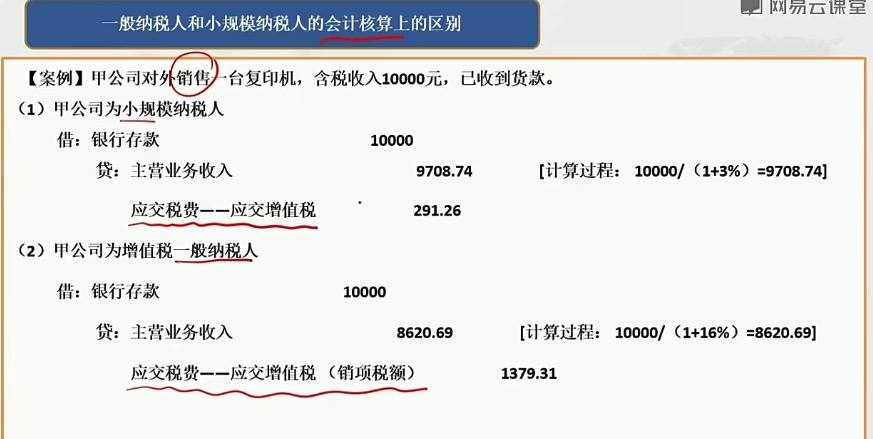 网易云课堂
一般纳税人和小规模纳税人的会计核算上的区别
【案例】甲公司对外销售一台复印机，含税收入10000元，已收到货款。
（1）甲公司为小规模纳税人
借：银行存款 10000
贷：主营业务收入 9708.74 [计算过程： 10000/（1+3%）=9708.74]
应交税费——应交增值税 291.26
（2）甲公司为增值税一般纳税人
借：银行存款 10000
贷：主营业务收入 8620.69 [计算过程： 10000/（1+16%）=8620.69]
应交税费——应交增值税 （销项税额） 1379.31